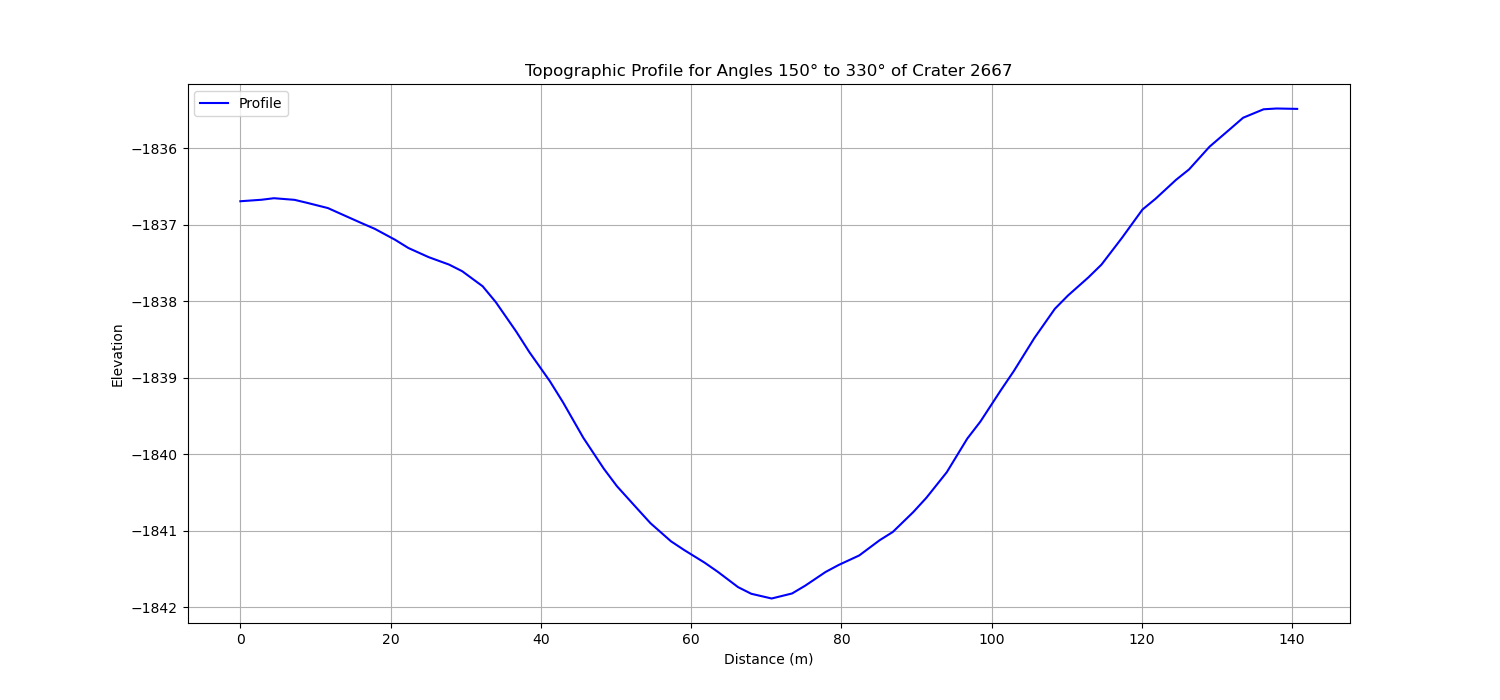 Topographic Profile for Angles 150° to 330° of Crater 2667
Profile
−1836
−1837
−1838
−1839
−1840
−1841
−1842
Elevation
0 20 40 60 80 100 120 140
Distance (m)